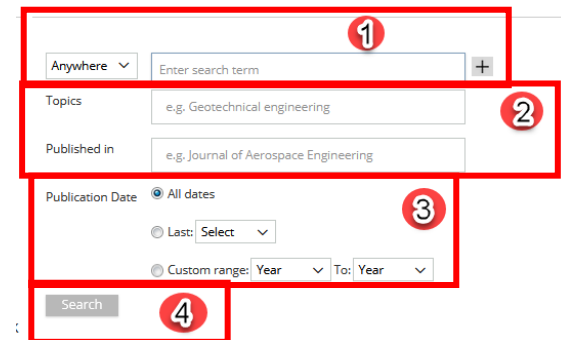 1
Anywhere Enter search term +
Topics e.g. Geotechnical engineering
2
Published in e.g. Journal of Aerospace Engineering
Publication Date All dates
3
Last: Select
Custom range: Year To: Year
Search
4